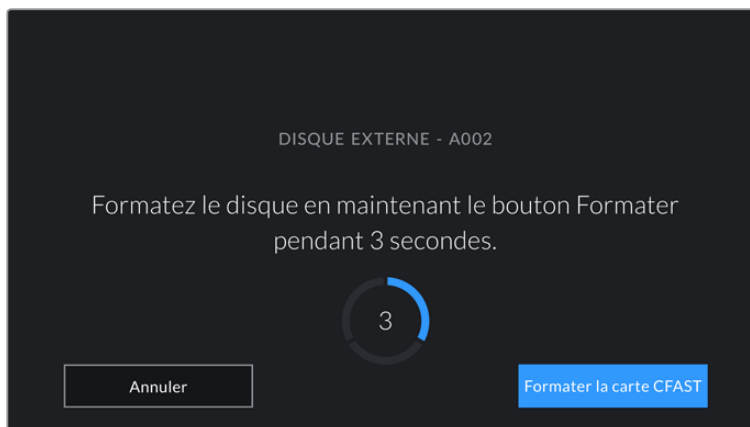 DISQUE EXTERNE - A002
Formatez le disque en maintenant le bouton Formater
pendant 3 secondes.
3
Annuler
Formater la carte CFAST